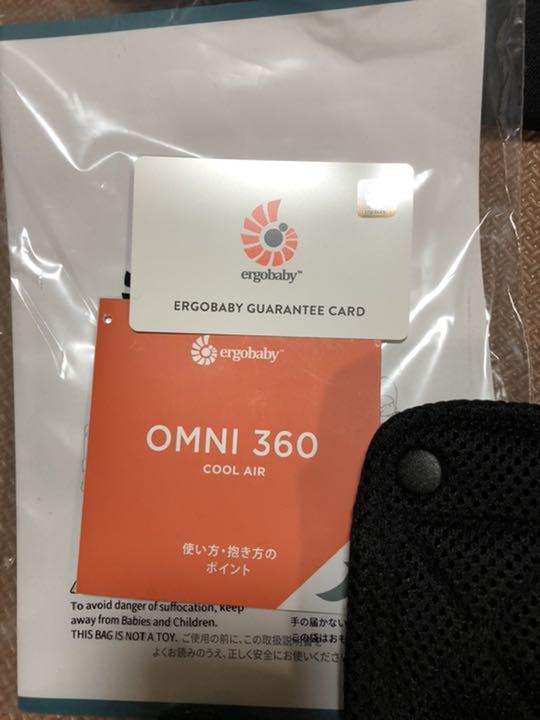 ergobaby™
ERGOBABY GUARANTEE CARD
ergobaby™
OMNI 360
COOL AIR
使い方・抱き方の
ポイント
To avoid danger of suffocation, keep
away from Babies and Children.
THIS BAG IS NOT A TOY.
手の届かない
ご使用の前に、この取扱説明書を
よくお読みのうえ、正しく安全にお使いくださ